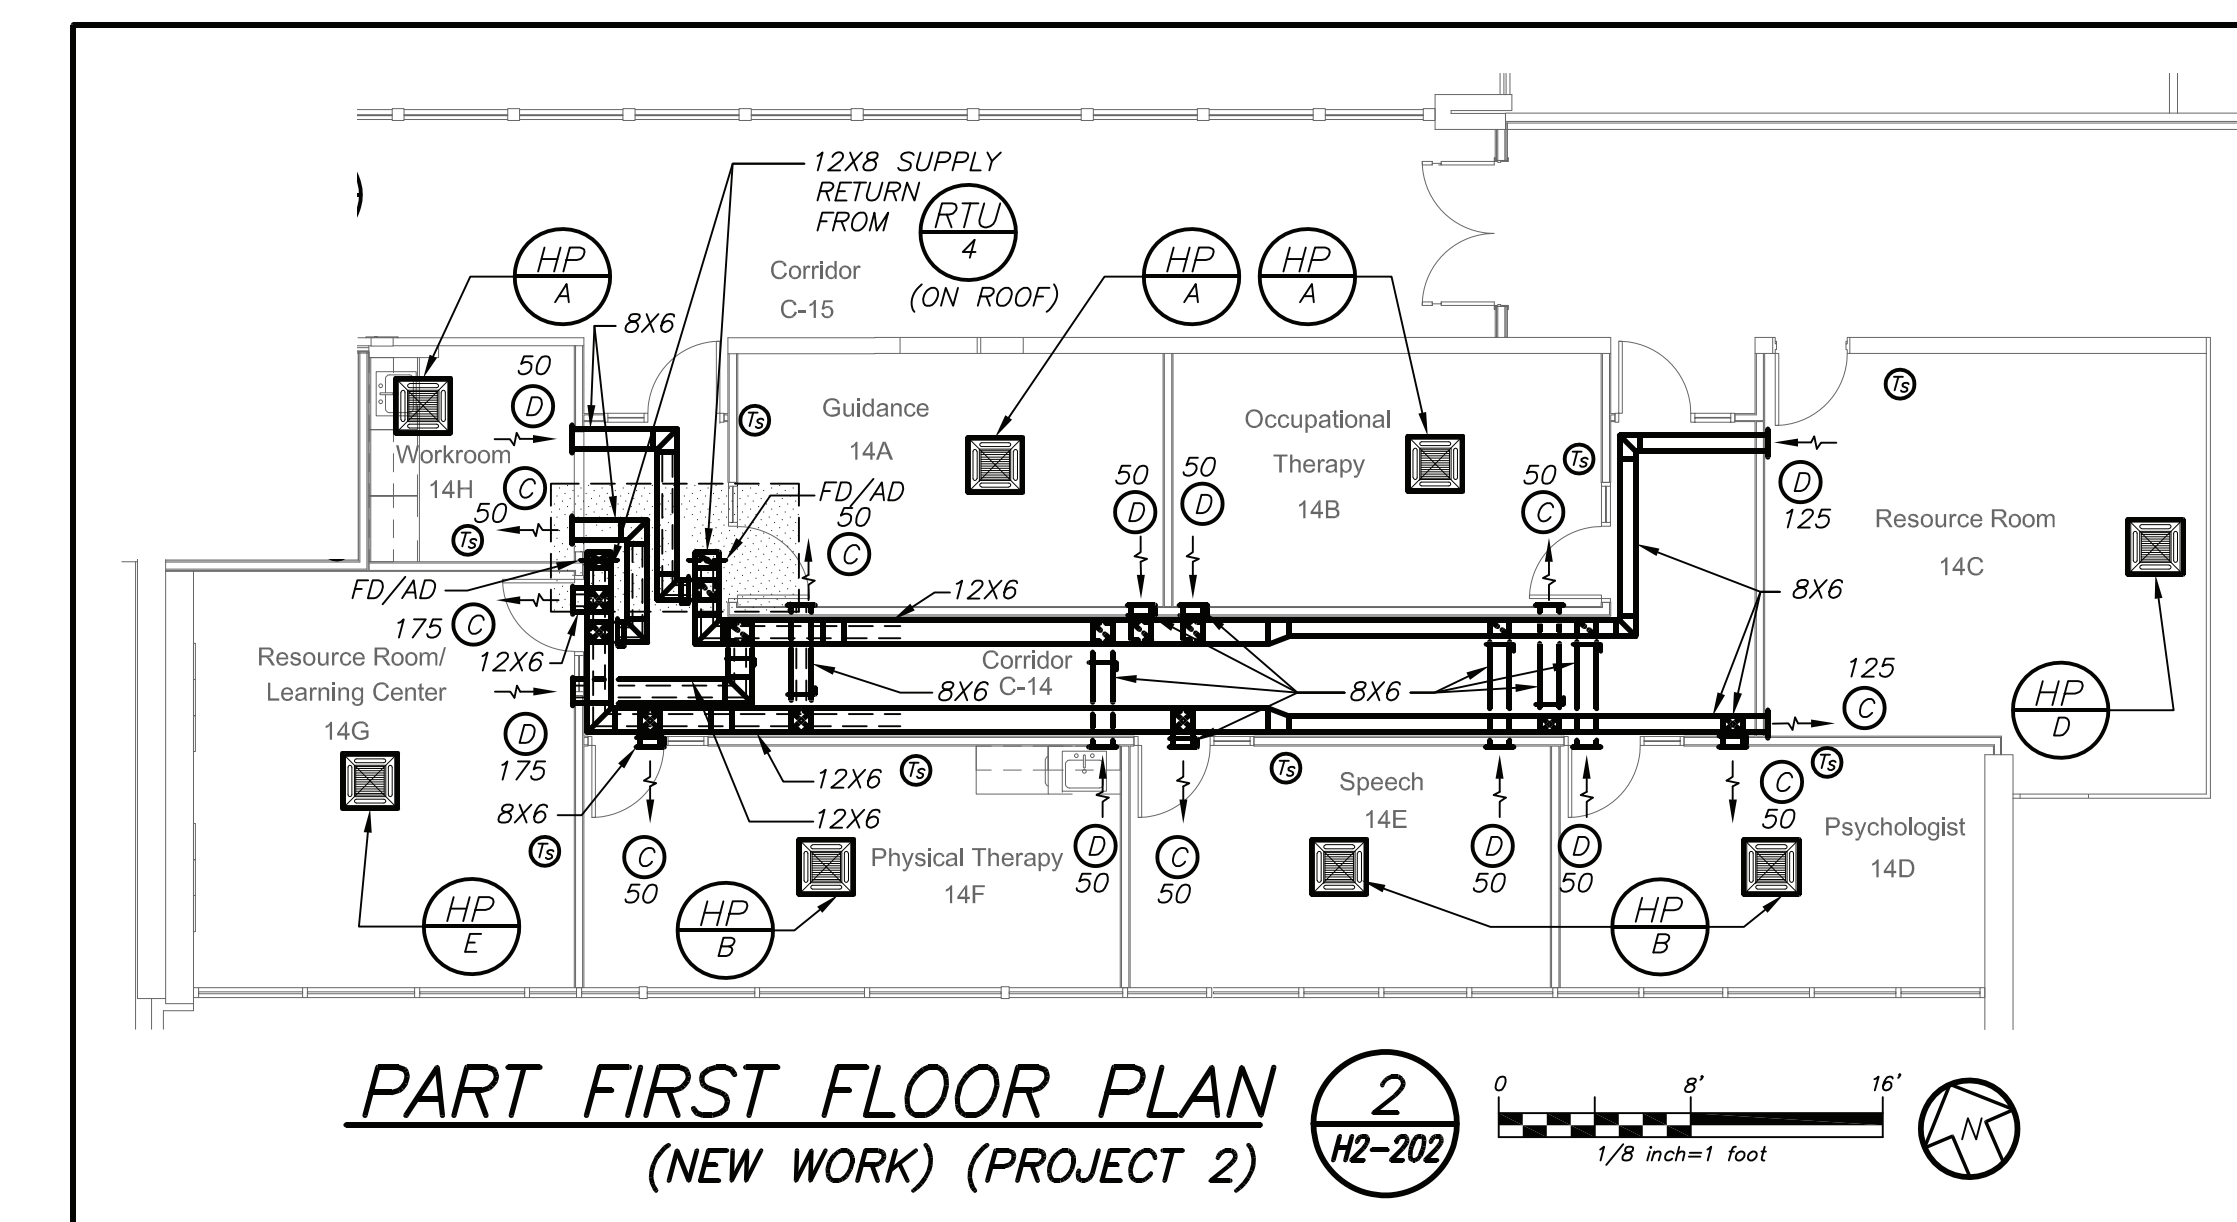 12X8 SUPPLY
RETURN
FROM
RTU
4
(ON ROOF)
HP
A
HP
A
HP
A
Corridor
C-15
8X6
50
D
Workroom
14H
C
50
Ts
FD/AD
Ts
Guidance
14A
FD/AD
50
C
50
D
50
D
Occupational
Therapy
14B
Ts
50
C
Ts
D
125
Resource Room
14C
8X6
12X6
175
C
12X6
Resource Room/
Learning Center
14G
D
175
Corridor
C-14
8X6
8X6
125
C
HP
D
12X6
12X6
8X6
Ts
Ts
Ts
Ts
C
50
HP
E
HP
B
Physical Therapy
14F
D
50
C
50
Speech
14E
D
50
D
50
HP
B
C
50
Psychologist
14D
PART FIRST FLOOR PLAN
(NEW WORK) (PROJECT 2)
2
H2-202
0 8' 16'
1/8 inch=1 foot
N